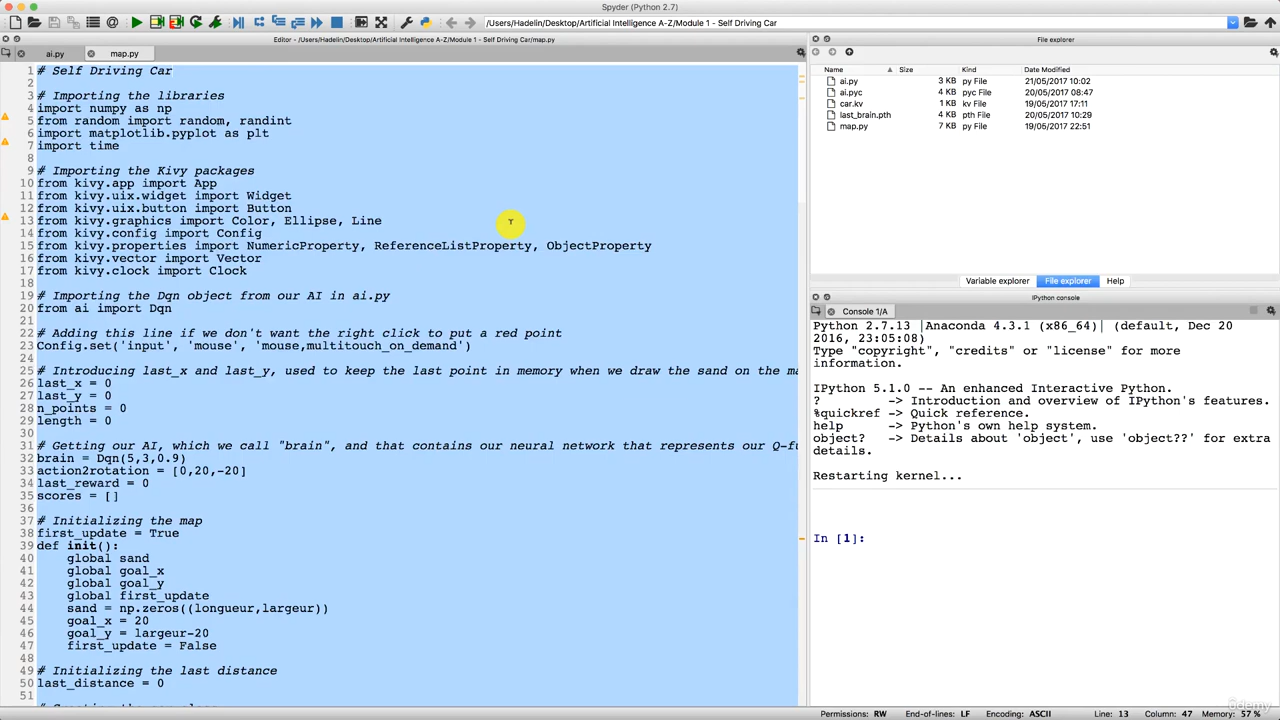 Spyder (Python 2.7)
/Users/Hadelin/Desktop/Artificial Intelligence A-Z/Module 1 - Self Driving Car
Editor - /Users/Hadelin/Desktop/Artificial Intelligence A-Z/Module 1 - Self Driving Car/map.py
ai.py
map.py
1 # Self Driving Car
2
3 # Importing the libraries
4 import numpy as np
5 from random import random, randint
6 import matplotlib.pyplot as plt
7 import time
8
9 # Importing the Kivy packages
10 from kivy.app import App
11 from kivy.uix.widget import Widget
12 from kivy.uix.button import Button
13 from kivy.graphics import Color, Ellipse, Line
14 from kivy.config import Config
15 from kivy.properties import NumericProperty, ReferenceListProperty, ObjectProperty
16 from kivy.vector import Vector
17 from kivy.clock import Clock
18
19 # Importing the Dqn object from our AI in ai.py
20 from ai import Dqn
21
22 # Adding this line if we don't want the right click to put a red point
23 Config.set('input', 'mouse', 'mouse,multitouch_on_demand')
24
25 # Introducing last_x and last_y, used to keep the last point in memory when we draw the sand on the ma
26 last_x = 0
27 last_y = 0
28 n_points = 0
29 length = 0
30
31 # Getting our AI, which we call "brain", and that contains our neural network that represents our Q-fu
32 brain = Dqn(5,3,0.9)
33 action2rotation = [0,20,-20]
34 last_reward = 0
35 scores = []
36
37 # Initializing the map
38 first_update = True
39 def init():
40 global sand
41 global goal_x
42 global goal_y
43 global first_update
44 sand = np.zeros((longueur,largeur))
45 goal_x = 20
46 goal_y = largeur-20
47 first_update = False
48
49 # Initializing the last distance
50 last_distance = 0
51
File explorer
Name Size Kind Date Modified
ai.py 3 KB py File 21/05/2017 10:02
ai.pyc 4 KB pyc File 20/05/2017 08:47
car.kv 1 KB kv File 19/05/2017 17:11
last_brain.pth 4 KB pth File 20/05/2017 10:29
map.py 7 KB py File 19/05/2017 22:51
Variable explorer File explorer Help
IPython console
Console 1/A
Python 2.7.13 |Anaconda 4.3.1 (x86_64)| (default, Dec 20
2016, 23:05:08)
Type "copyright", "credits" or "license" for more
information.
IPython 5.1.0 -- An enhanced Interactive Python.
? -> Introduction and overview of IPython's features.
%quickref -> Quick reference.
help -> Python's own help system.
object? -> Details about 'object', use 'object??' for extra
details.
Restarting kernel...
In [1]:
Permissions: RW End-of-lines: LF Encoding: ASCII Line: 13 Column: 47 Memory: 57 %
udemy